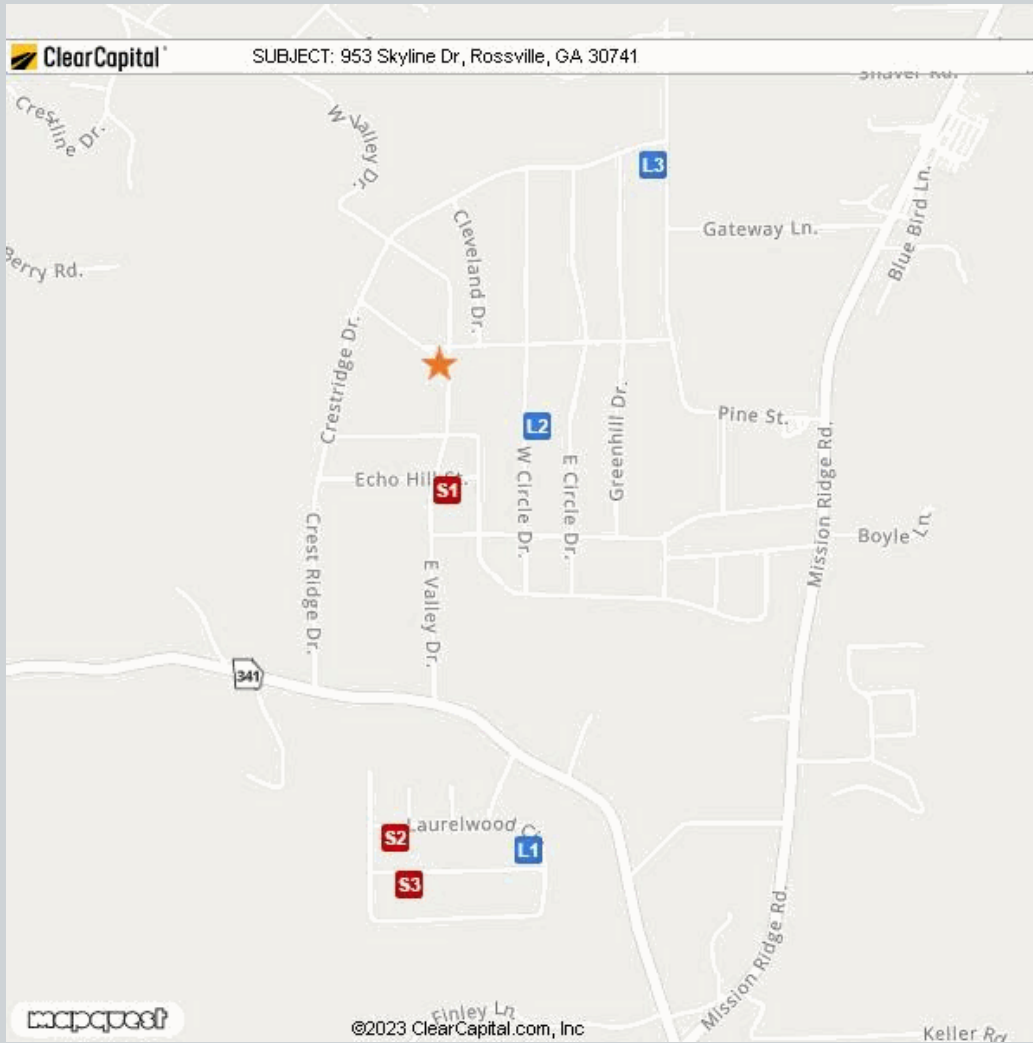 ClearCapital
SUBJECT: 953 Skyline Dr, Rossville, GA 30741
Shaver Rd.
Crestline Dr.
W Valley Dr.
L3
Cleveland Dr.
Gateway Ln.
Blue Bird Ln.
Berry Rd.
Crestridge Dr.
L2
Greenhill Dr.
Pine St.
W Circle Dr.
E Circle Dr.
Echo Hill St.
S1
Mission Ridge Rd.
Boyle Ln
Crest Ridge Dr.
E Valley Dr.
341
Laurelwood C
S2
L1
S3
Mission Ridge Rd.
Finley Ln
mapquest
©2023 ClearCapital.com, Inc
Keller Rd